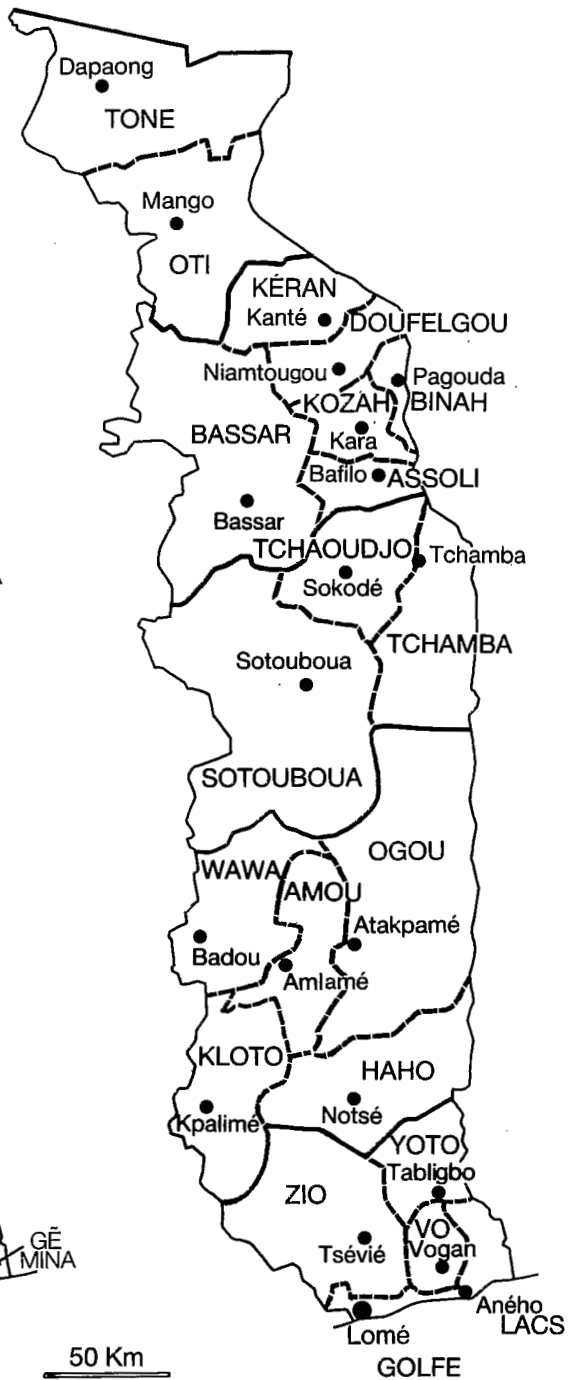 Dapaong
TONE
Mango
OTI
KÉRAN
Kanté
DOUFELGOU
Niamtougou
Pagouda
KOZAH
BINAH
BASSAR
Kara
Bafilo
ASSOLI
Bassar
TCHAOUDJO
Tchamba
Sokodé
TCHAMBA
Sotouboua
SOTOUBOUA
OGOU
WAWA
AMOU
Atakpamé
Badou
Amlamé
KLOTO
HAHO
Kpalimé
Notsé
YOTO
Tabligbo
ZIO
VO
Vogan
Tsévié
GẼ
MINA
Aného
LACS
Lomé
50 Km
GOLFE